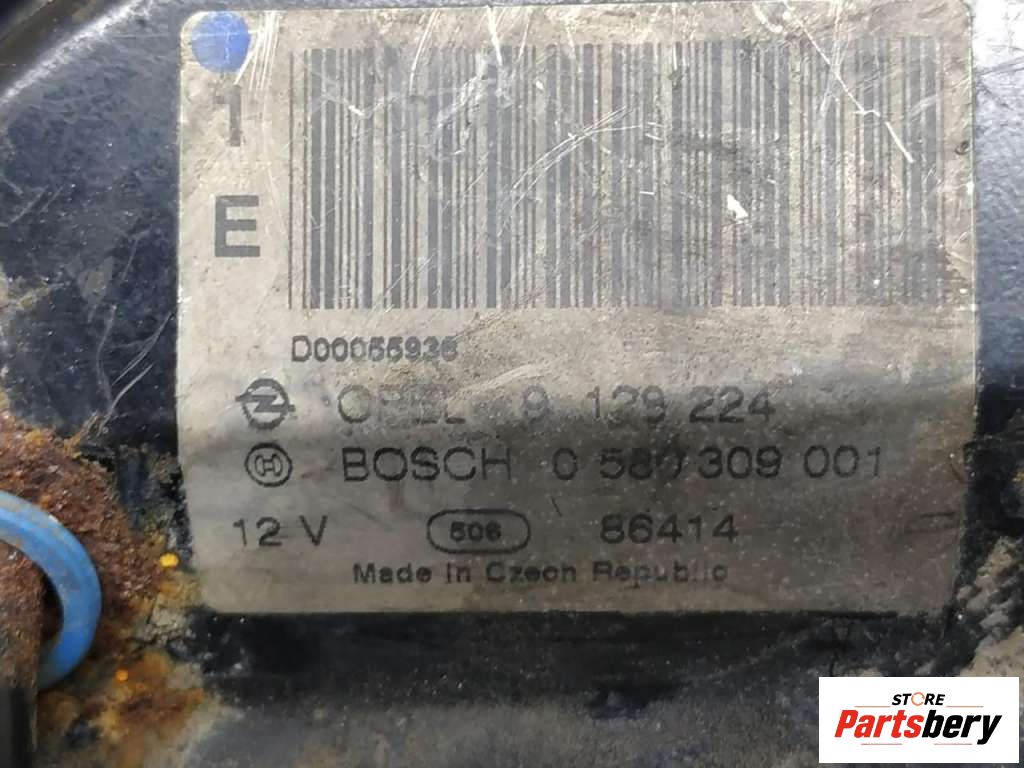 1
E
D00055936
OPEL 9 129 224
BOSCH 0 580 309 001
12 V 506 86414
Made in Czech Republic
STORE
Partsbery